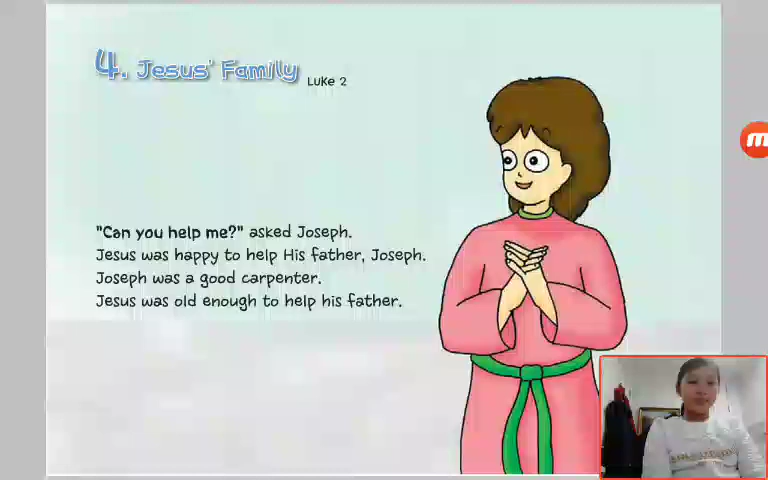 4. Jesus' Family
Luke 2
"Can you help me?" asked Joseph.
Jesus was happy to help His father, Joseph.
Joseph was a good carpenter.
Jesus was old enough to help his father.